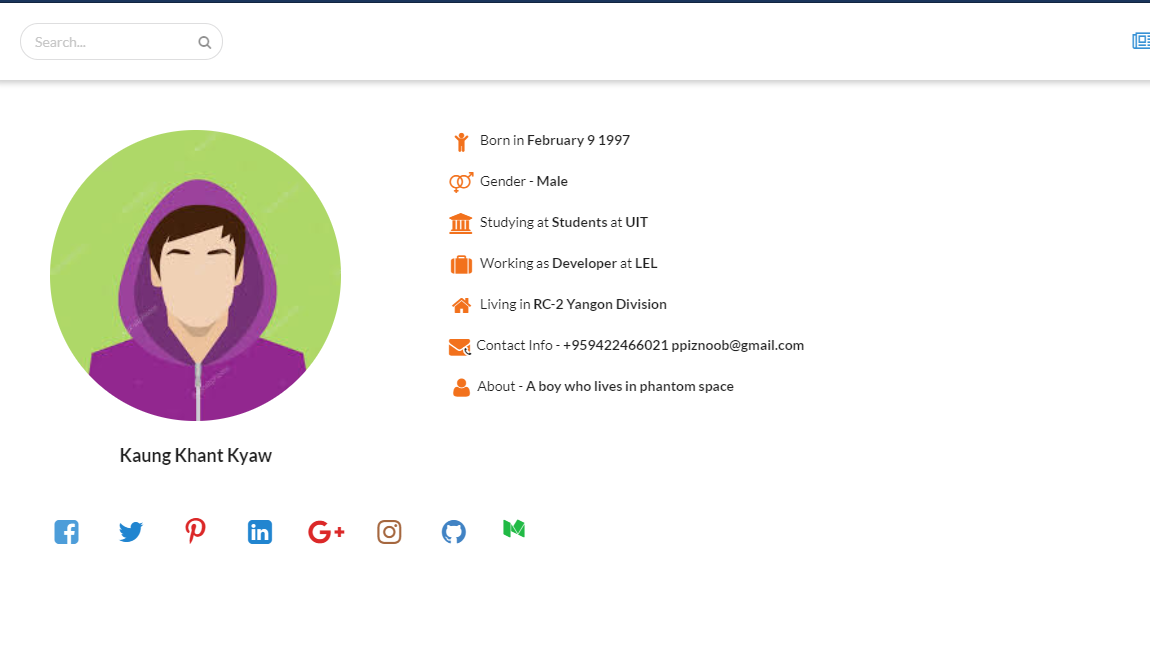 Search...
Born in February 9 1997
Gender - Male
Studying at Students at UIT
Working as Developer at LEL
Living in RC-2 Yangon Division
Contact Info - +959422466021 ppiznoob@gmail.com
About - A boy who lives in phantom space
Kaung Khant Kyaw